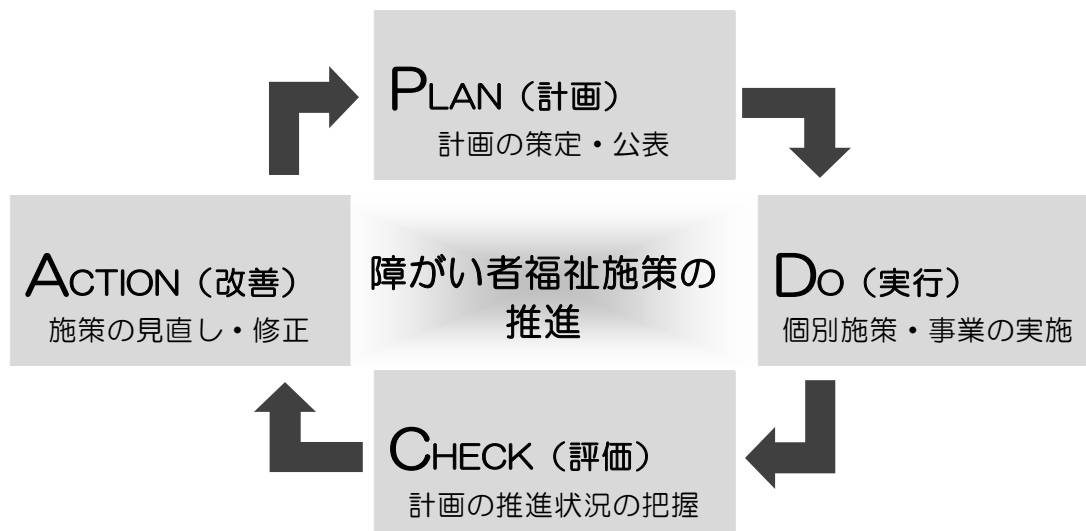 PLAN（計画）
計画の策定・公表
ACTION（改善）
施策の見直し・修正
障がい者福祉施策の
推進
DO（実行）
個別施策・事業の実施
CHECK（評価）
計画の推進状況の把握